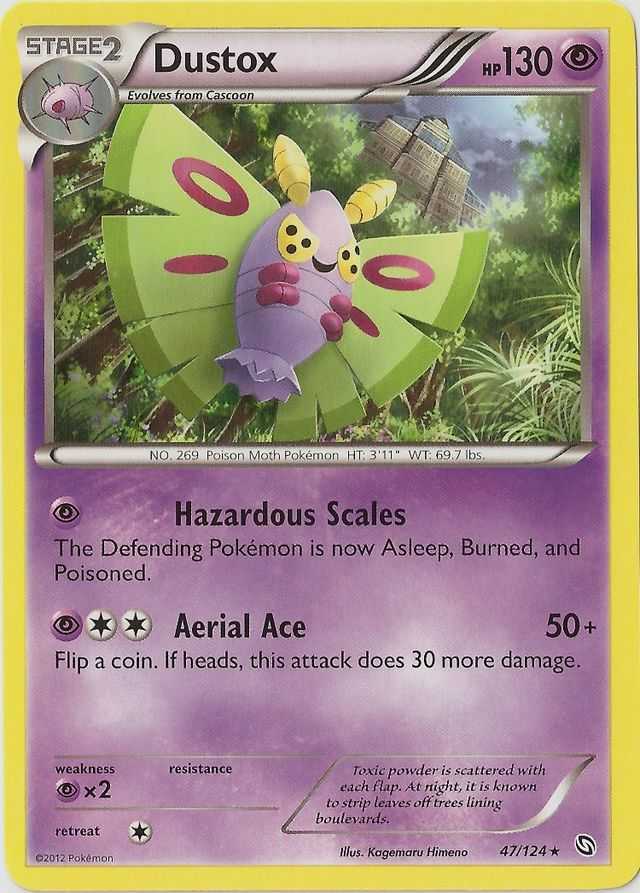 STAGE2 Dustox HP130
Evolves from Cascoon
NO. 269 Poison Moth Pokémon HT: 3'11" WT: 69.7 lbs.
Hazardous Scales
The Defending Pokémon is now Asleep, Burned, and
Poisoned.
Aerial Ace 50+
Flip a coin. If heads, this attack does 30 more damage.
weakness resistance
×2
retreat
Toxic powder is scattered with
each flap. At night, it is known
to strip leaves off trees lining
boulevards.
©2012 Pokémon
Illus. Kagemaru Himeno 47/124 ★